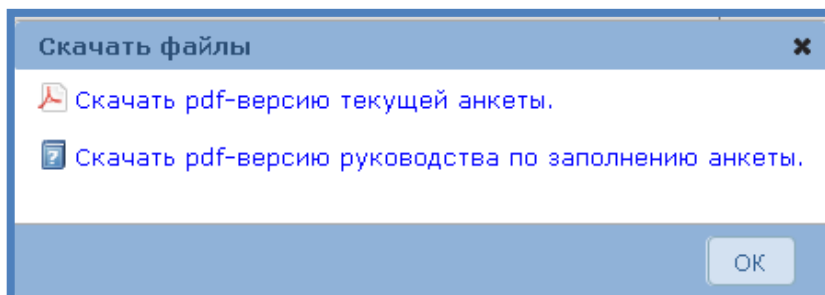 Скачать файлы
Скачать pdf-версию текущей анкеты.
Скачать pdf-версию руководства по заполнению анкеты.
ОК